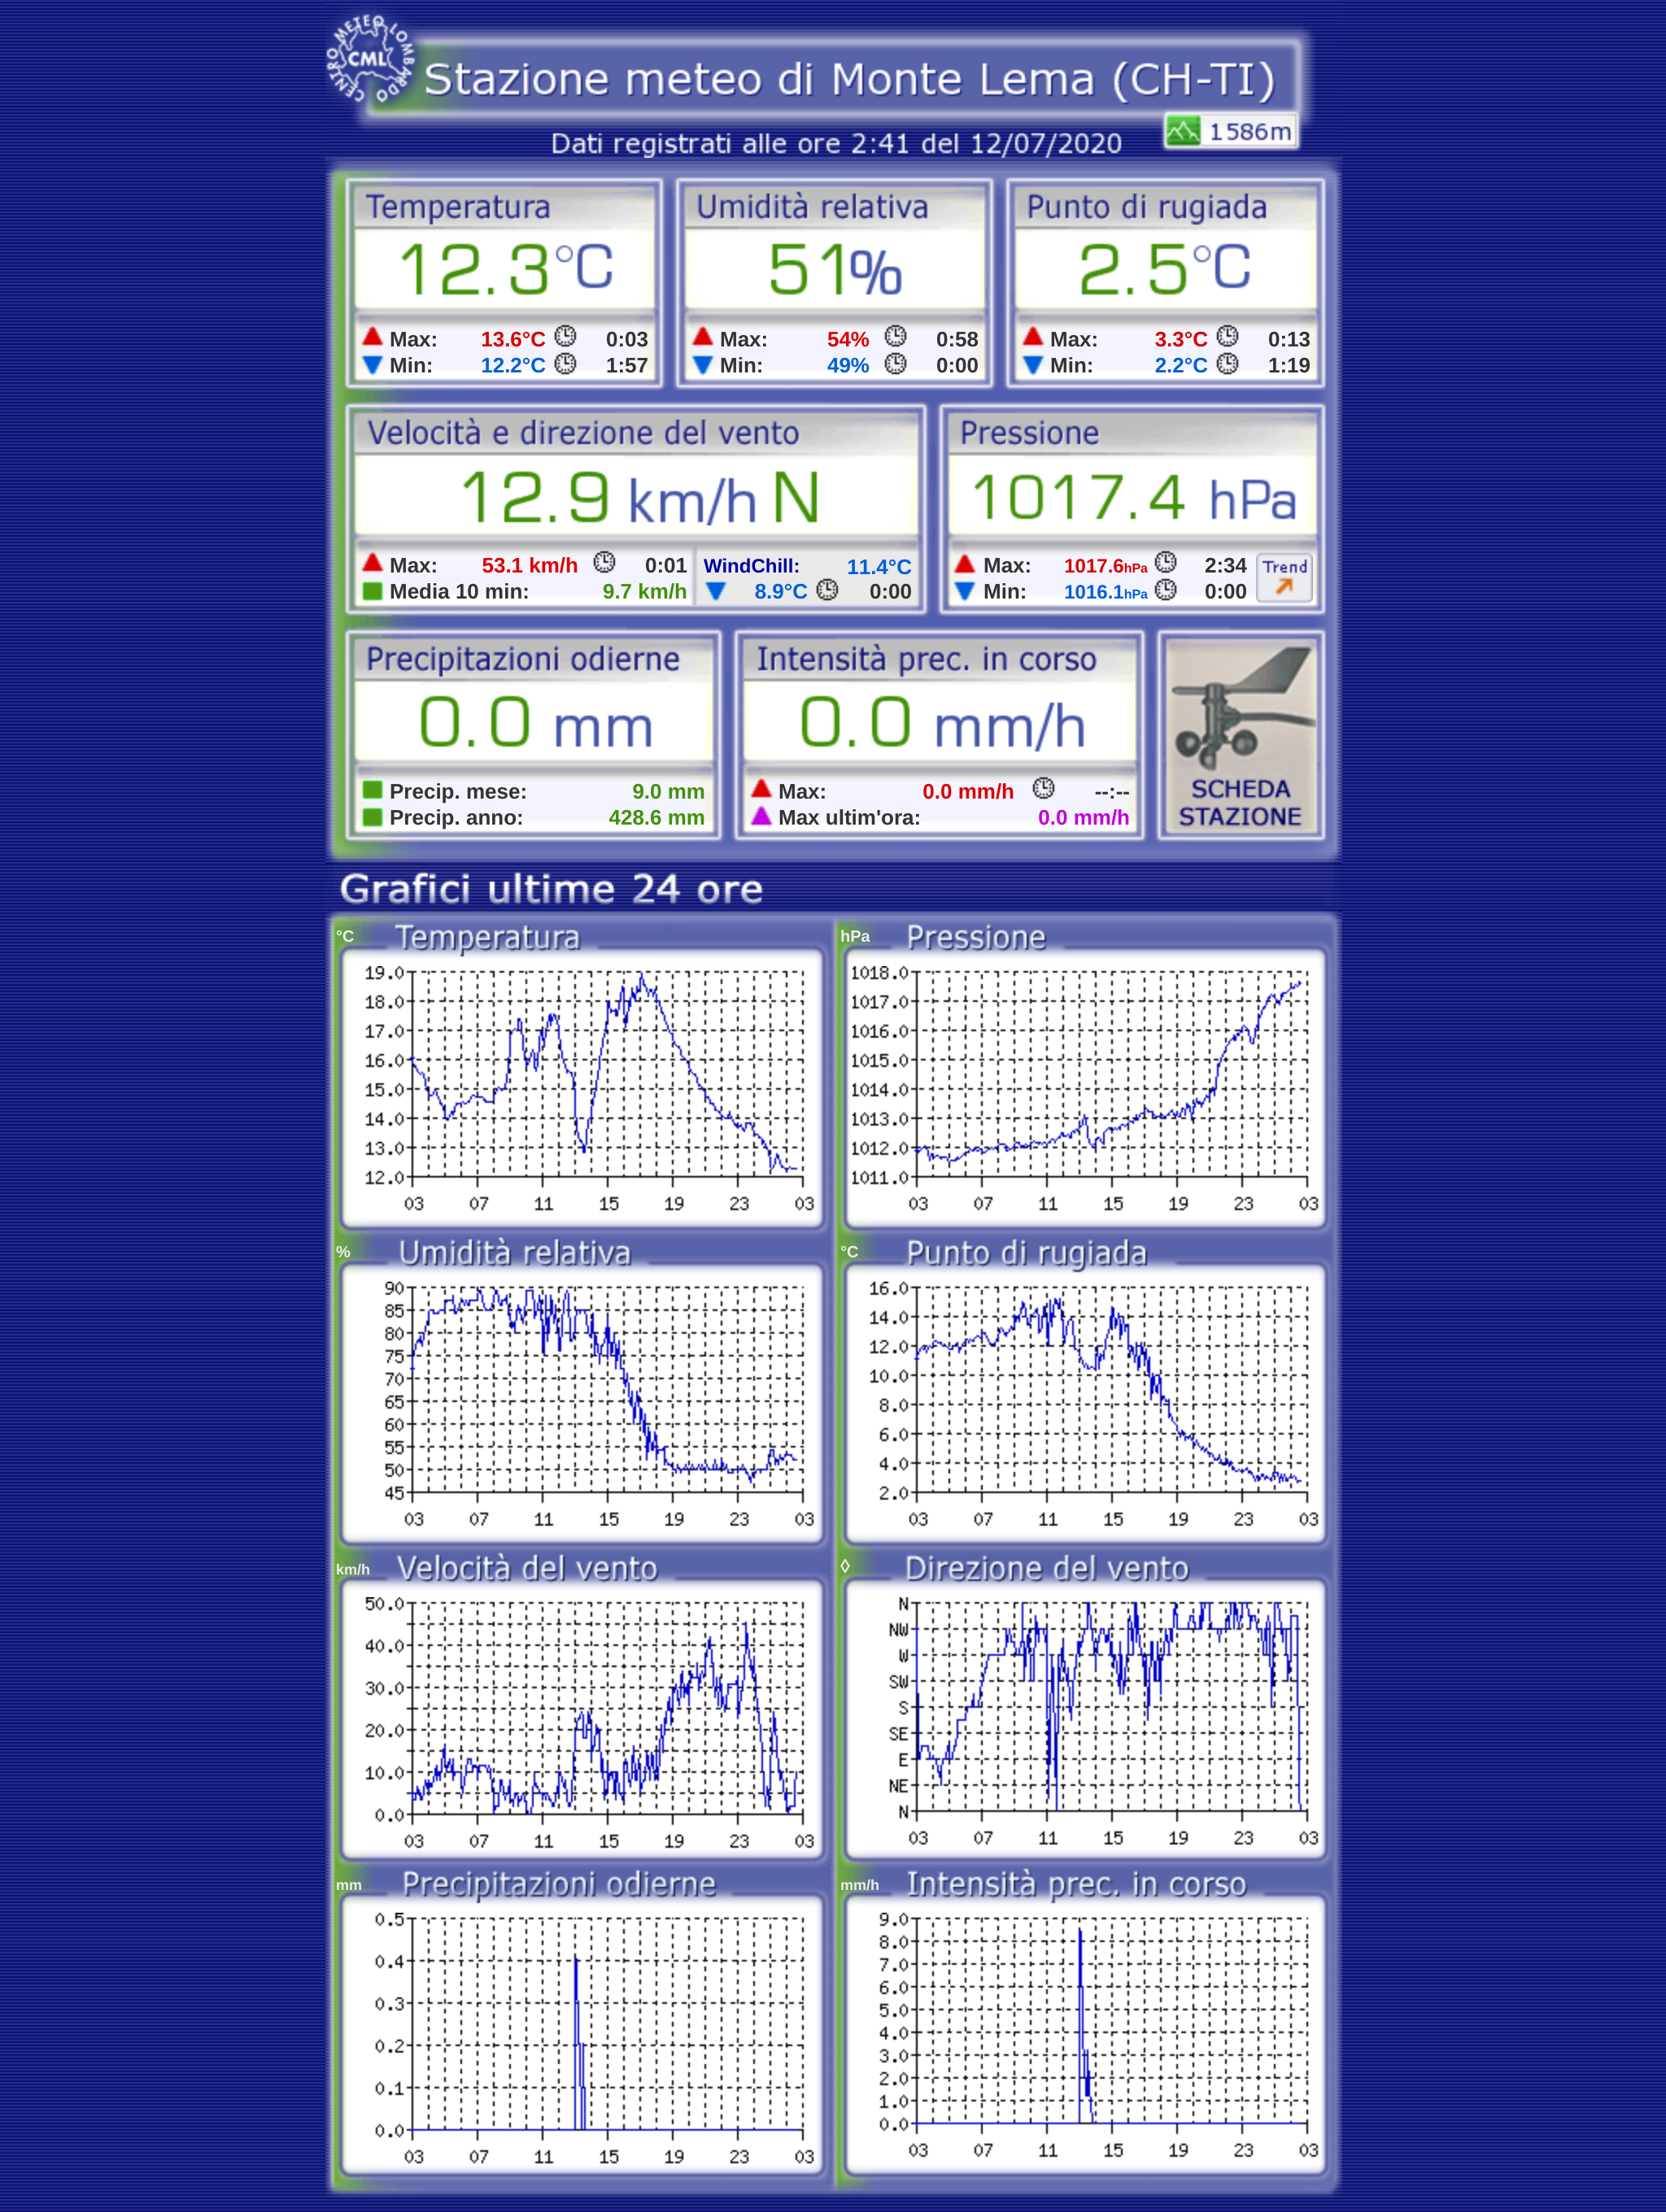 CENTRO METEO LOMBARDO
CML
Stazione meteo di Monte Lema (CH-TI)
1586m
Dati registrati alle ore 2:41 del 12/07/2020
Temperatura
12.3°C
Max: 13.6°C 0:03
Min: 12.2°C 1:57
Umidità relativa
51%
Max: 54% 0:58
Min: 49% 0:00
Punto di rugiada
2.5°C
Max: 3.3°C 0:13
Min: 2.2°C 1:19
Velocità e direzione del vento
12.9 km/h N
Max: 53.1 km/h 0:01
Media 10 min: 9.7 km/h
WindChill: 11.4°C
8.9°C 0:00
Pressione
1017.4 hPa
Max: 1017.6hPa 2:34
Min: 1016.1hPa 0:00
Trend
Precipitazioni odierne
0.0 mm
Precip. mese: 9.0 mm
Precip. anno: 428.6 mm
Intensità prec. in corso
0.0 mm/h
Max: 0.0 mm/h --:--
Max ultim'ora: 0.0 mm/h
SCHEDA
STAZIONE
Grafici ultime 24 ore
°C Temperatura
19.0
18.0
17.0
16.0
15.0
14.0
13.0
12.0
03 07 11 15 19 23 03
hPa Pressione
1018.0
1017.0
1016.0
1015.0
1014.0
1013.0
1012.0
1011.0
03 07 11 15 19 23 03
% Umidità relativa
90
85
80
75
70
65
60
55
50
45
03 07 11 15 19 23 03
°C Punto di rugiada
16.0
14.0
12.0
10.0
8.0
6.0
4.0
2.0
03 07 11 15 19 23 03
km/h Velocità del vento
50.0
40.0
30.0
20.0
10.0
0.0
03 07 11 15 19 23 03
◊ Direzione del vento
N
NW
W
SW
S
SE
E
NE
N
03 07 11 15 19 23 03
mm Precipitazioni odierne
0.5
0.4
0.3
0.2
0.1
0.0
03 07 11 15 19 23 03
mm/h Intensità prec. in corso
9.0
8.0
7.0
6.0
5.0
4.0
3.0
2.0
1.0
0.0
03 07 11 15 19 23 03